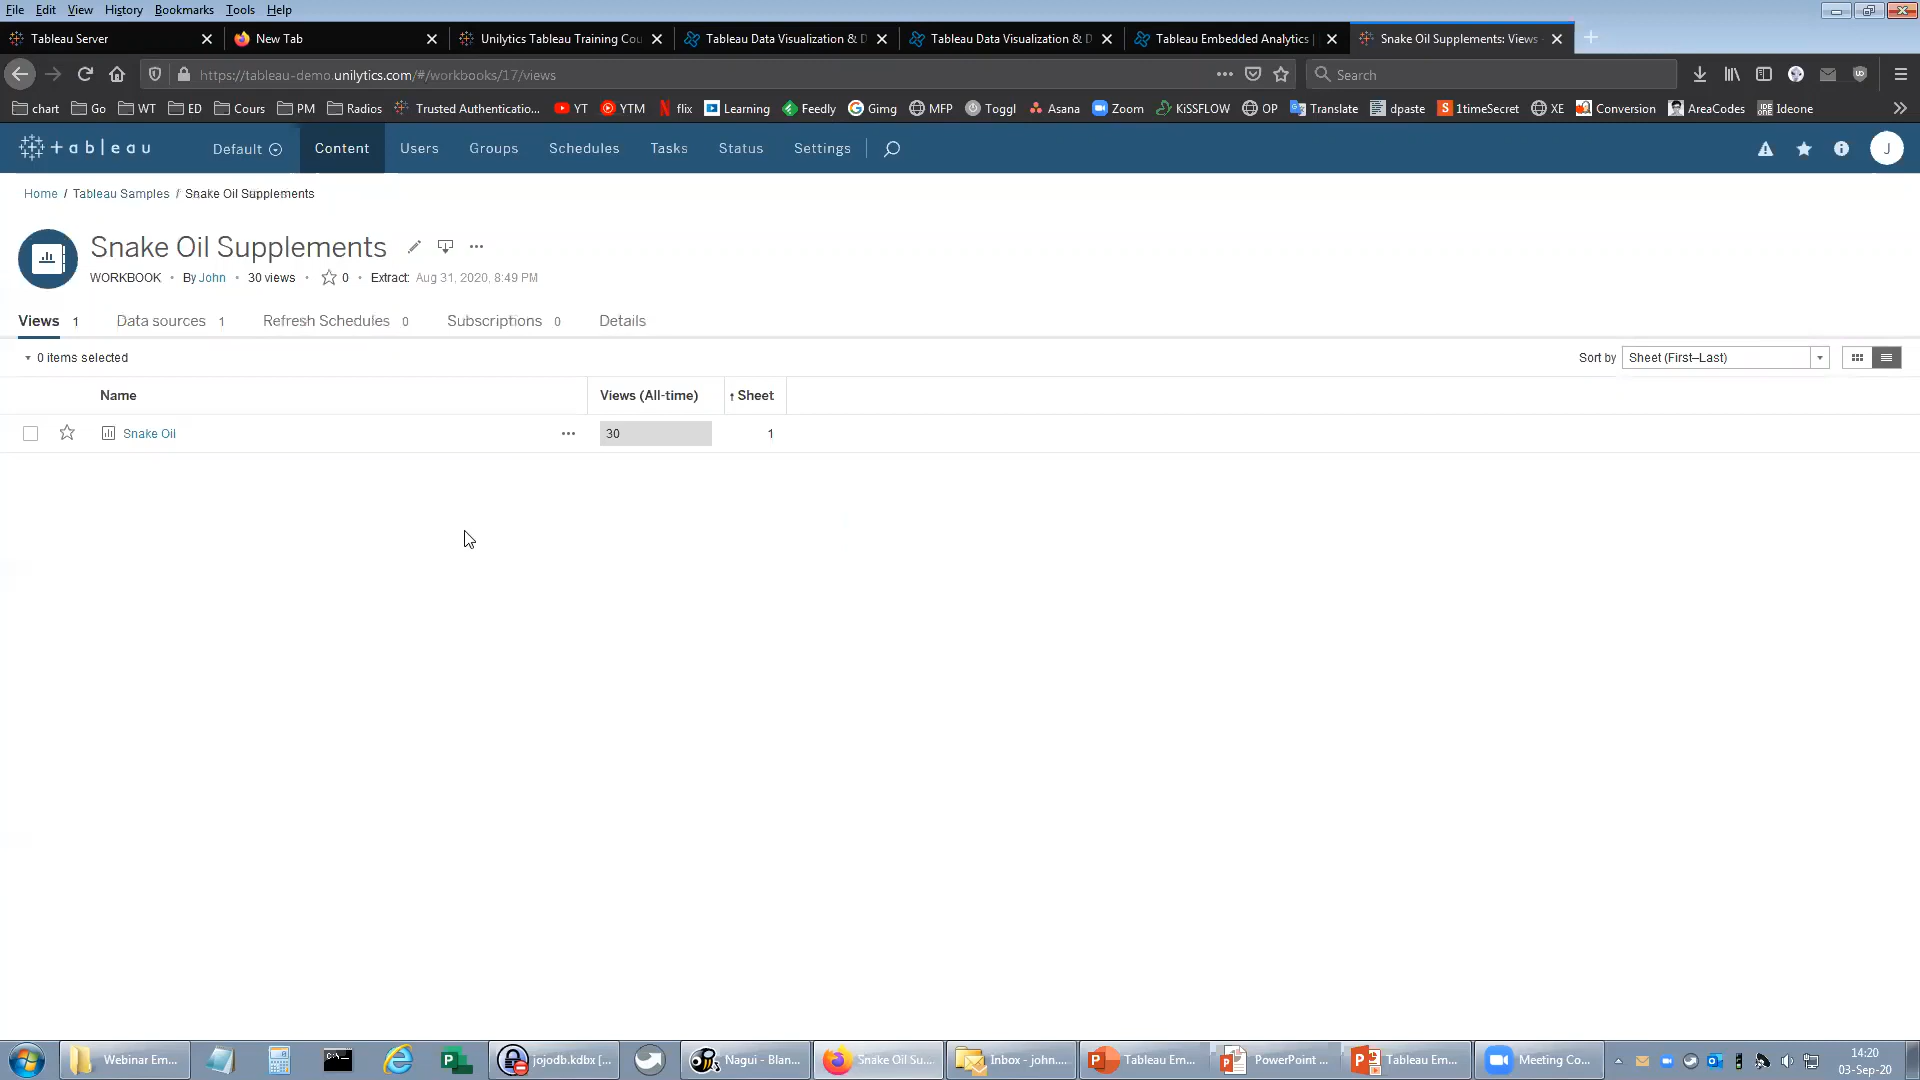 File Edit View History Bookmarks Tools Help
Tableau Server New Tab Unilytics Tableau Training Cou Tableau Data Visualization & D Tableau Data Visualization & D Tableau Embedded Analytics | Snake Oil Supplements: Views -
https://tableau-demo.unilytics.com/#/workbooks/17/views Search
chart Go WT ED Cours PM Radios Trusted Authenticatio... YT YTM flix Learning Feedly Gimg MFP Toggl Asana Zoom KiSSFLOW OP Translate dpaste 1timeSecret XE Conversion AreaCodes Ideone
+ a b l e a u Default Content Users Groups Schedules Tasks Status Settings J
Home / Tableau Samples / Snake Oil Supplements
Snake Oil Supplements
WORKBOOK • By John • 30 views • 0 • Extract: Aug 31, 2020, 8:49 PM
Views 1 Data sources 1 Refresh Schedules 0 Subscriptions 0 Details
0 items selected Sort by Sheet (First–Last)
Name Views (All-time) ↑ Sheet
Snake Oil ... 30 1
Webinar Em... C:\ jojodb.kdbx [... Nagui - Blan... Snake Oil Su... Inbox - john.... Tableau Em... PowerPoint ... Tableau Em... Meeting Co... 14:20
03-Sep-20